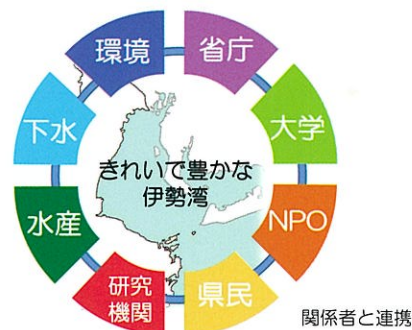 環境
省庁
下水
大学
きれいで豊かな
伊勢湾
水産
NPO
研究
機関
県民
関係者と連携